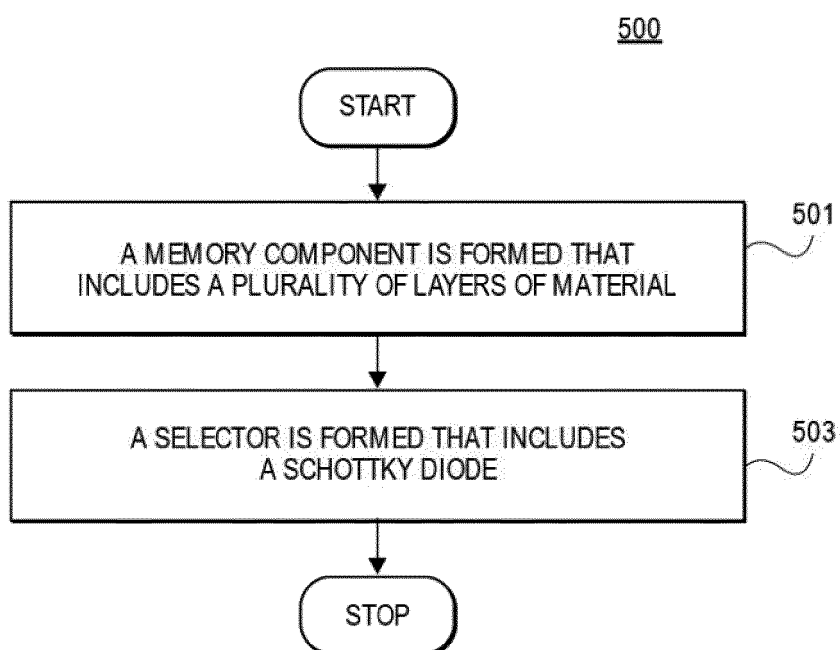 500
START
501
A MEMORY COMPONENT IS FORMED THAT
INCLUDES A PLURALITY OF LAYERS OF MATERIAL
503
A SELECTOR IS FORMED THAT INCLUDES
A SCHOTTKY DIODE
STOP